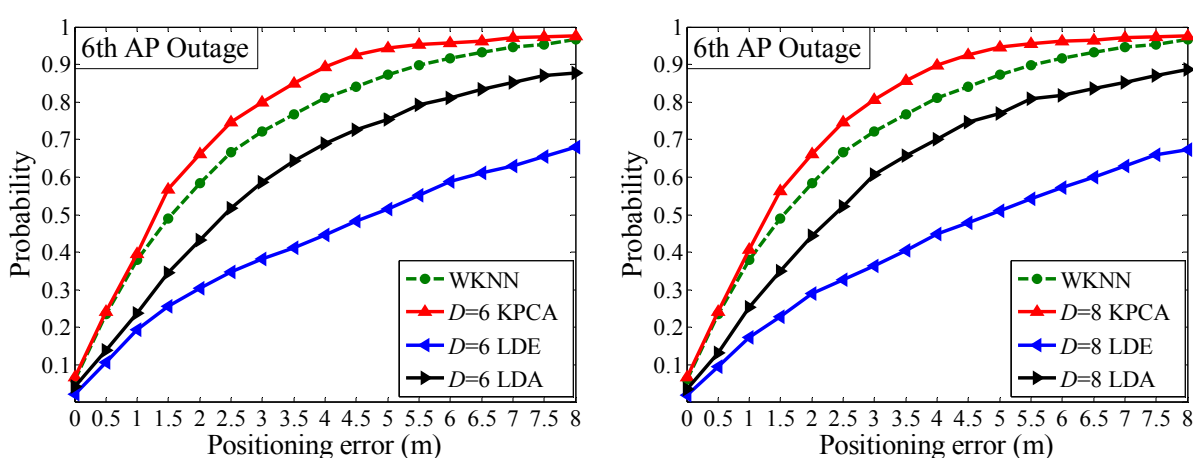 6th AP Outage
Probability
1
0.9
0.8
0.7
0.6
0.5
0.4
0.3
0.2
0.1
WKNN
D=6 KPCA
D=6 LDE
D=6 LDA
0 0.5 1 1.5 2 2.5 3 3.5 4 4.5 5 5.5 6 6.5 7 7.5 8
Positioning error (m)
6th AP Outage
Probability
1
0.9
0.8
0.7
0.6
0.5
0.4
0.3
0.2
0.1
WKNN
D=8 KPCA
D=8 LDE
D=8 LDA
0 0.5 1 1.5 2 2.5 3 3.5 4 4.5 5 5.5 6 6.5 7 7.5 8
Positioning error (m)